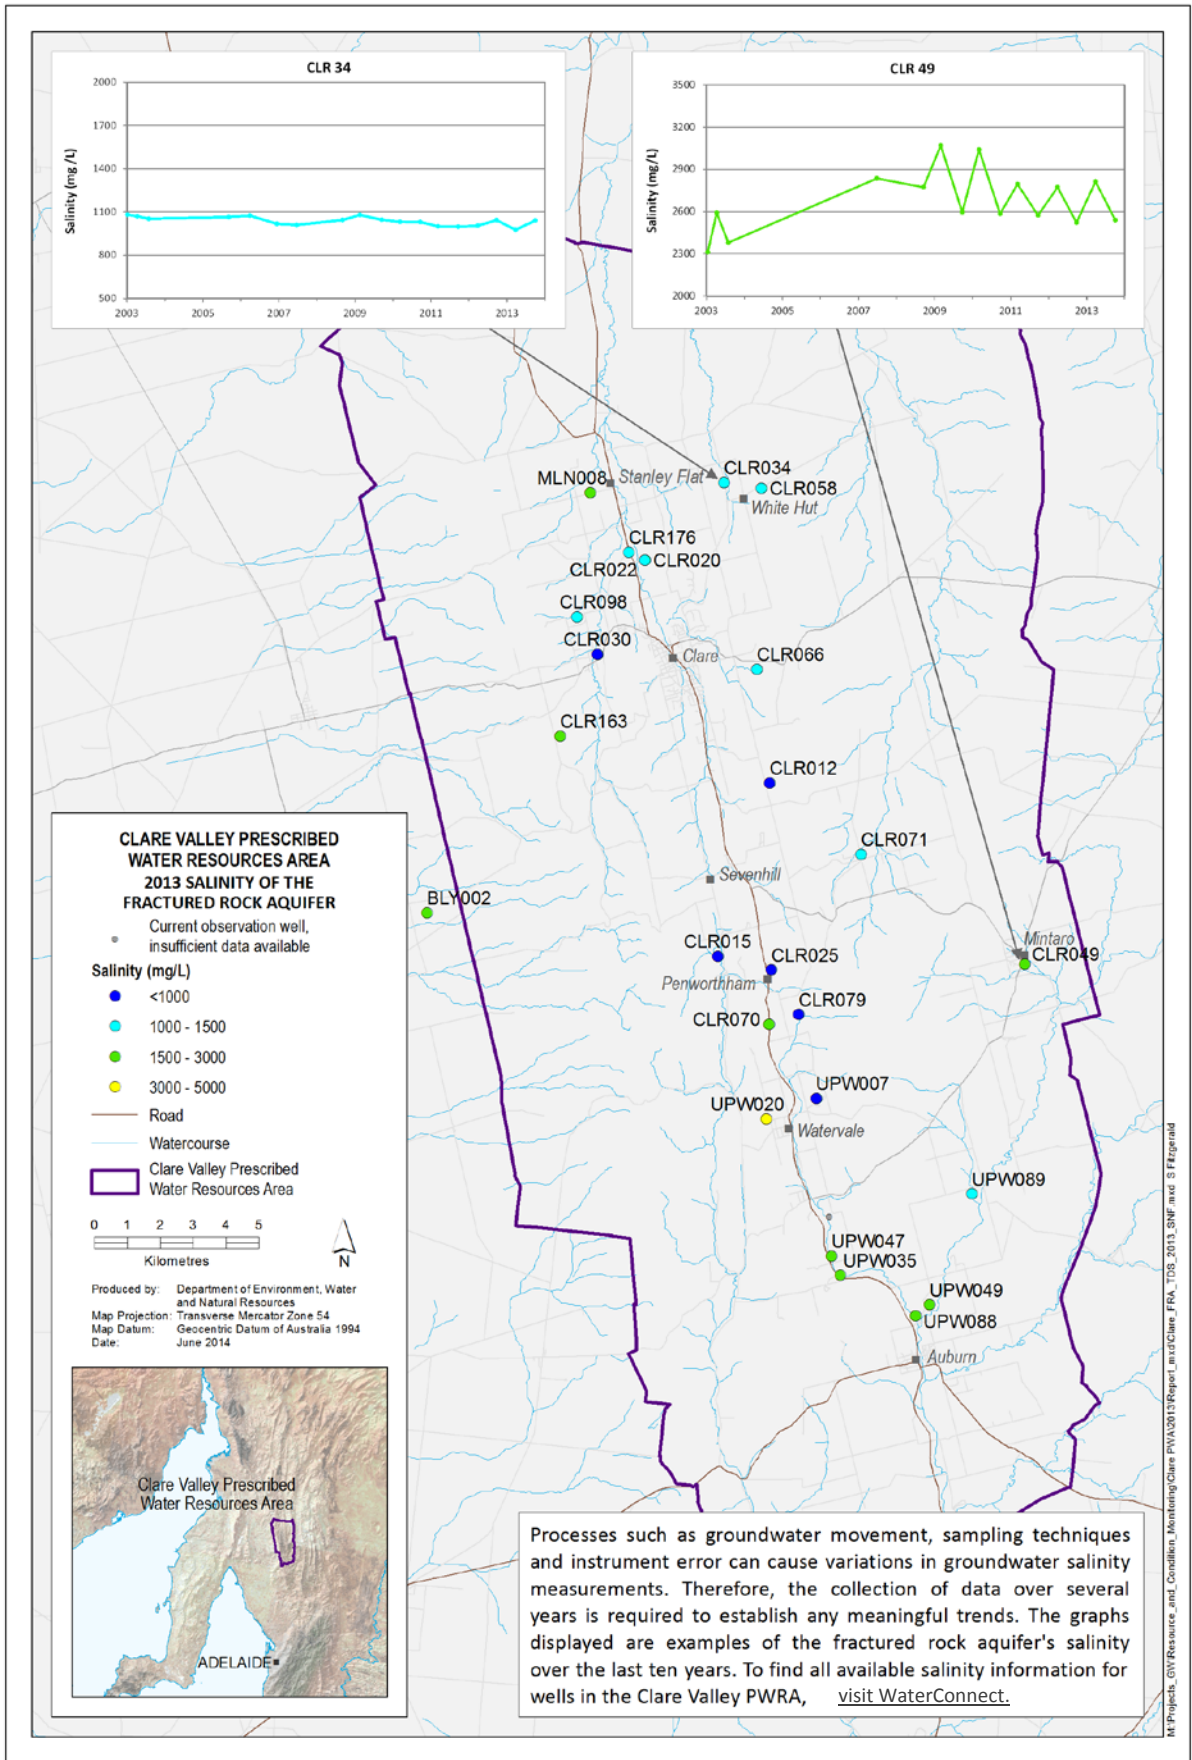 CLR 34
2000
1700
1400
1100
800
500
Salinity (mg/L)
2003
2005
2007
2009
2011
2013
CLR 49
3500
3200
2900
2600
2300
2000
Salinity (mg/L)
2003
2005
2007
2009
2011
2013
CLR034
MLN008
Stanley Flat
CLR058
White Hut
CLR176
CLR020
CLR022
CLR098
CLR030
Clare
CLR066
CLR163
CLR012
CLR071
Sevenhill
BLY002
Mintaro
CLR015
CLR049
CLR025
Penworthham
CLR079
CLR070
UPW007
UPW020
Watervale
UPW089
UPW047
UPW035
UPW049
UPW088
Auburn
CLARE VALLEY PRESCRIBED
WATER RESOURCES AREA
2013 SALINITY OF THE
FRACTURED ROCK AQUIFER
Current observation well,
insufficient data available
Salinity (mg/L)
<1000
1000 - 1500
1500 - 3000
3000 - 5000
Road
Watercourse
Clare Valley Prescribed
Water Resources Area
0 1 2 3 4 5
Kilometres
N
Produced by: Department of Environment, Water
and Natural Resources
Map Projection: Transverse Mercator Zone 54
Map Datum: Geocentric Datum of Australia 1994
Date: June 2014
Clare Valley Prescribed
Water Resources Area
ADELAIDE
Processes such as groundwater movement, sampling techniques
and instrument error can cause variations in groundwater salinity
measurements. Therefore, the collection of data over several
years is required to establish any meaningful trends. The graphs
displayed are examples of the fractured rock aquifer's salinity
over the last ten years. To find all available salinity information for
wells in the Clare Valley PWRA, visit WaterConnect.
M:\Projects_GW\Resource_and_Condition_Monitoring\Clare PWA\2013\Report_mxd\Clare_FRA_TDS_2013_SNF.mxd S Fitzgerald